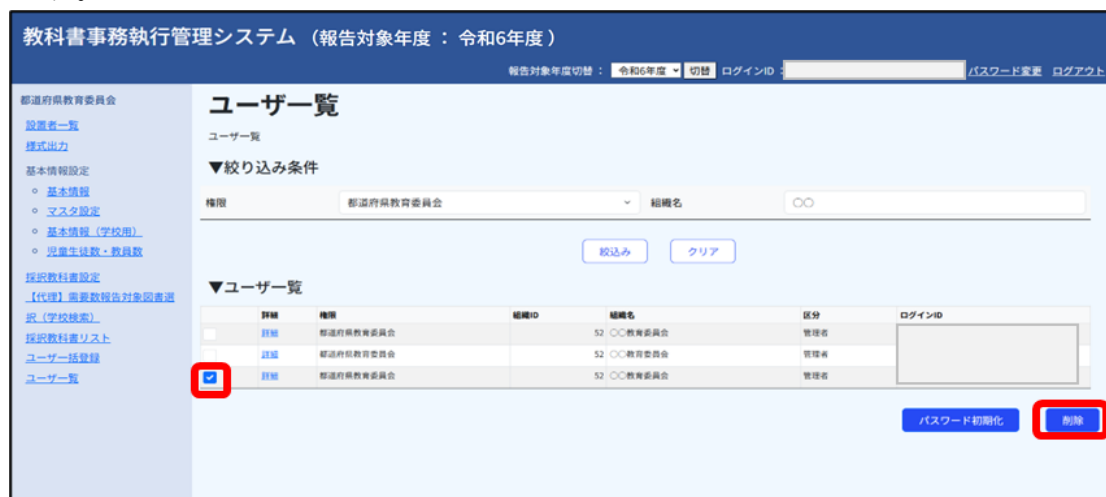 教科書事務執行管理システム （報告対象年度 ： 令和6年度 ）
報告対象年度切替 ： 令和6年度 切替 ログインID ： パスワード変更 ログアウト
都道府県教育委員会
設置者一覧
様式出力
基本情報設定
基本情報
マスタ設定
基本情報（学校用）
児童生徒数・教員数
採択教科書設定
【代理】需要数報告対象図書選
択（学校検索）
採択教科書リスト
ユーザ一括登録
ユーザ一覧
ユーザ一覧
ユーザ一覧
▼絞り込み条件
権限 都道府県教育委員会 組織名 〇〇
絞込み クリア
▼ユーザ一覧
詳細 権限 組織ID 組織名 区分 ログインID
詳細 都道府県教育委員会 52 〇〇教育委員会 管理者
詳細 都道府県教育委員会 52 〇〇教育委員会 管理者
詳細 都道府県教育委員会 52 〇〇教育委員会 管理者
パスワード初期化 削除